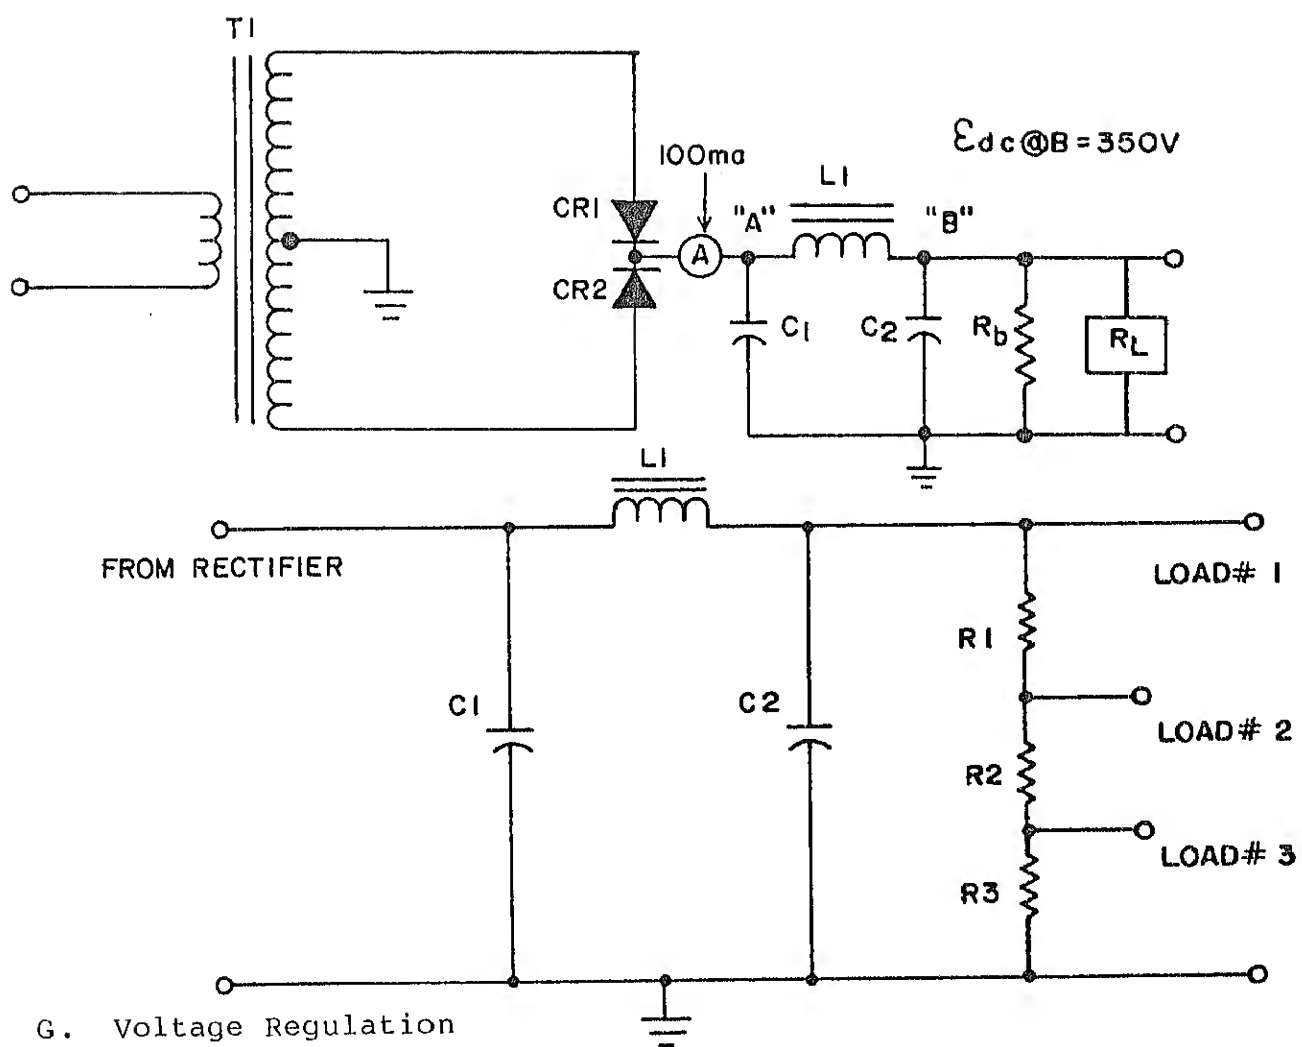 T1
Edc@B=350V
100ma
L1
CR1
"A"
"B"
A
CR2
C1
C2
Rb
RL
L1
FROM RECTIFIER
LOAD# 1
R1
C1
C2
LOAD# 2
R2
LOAD# 3
R3
G. Voltage Regulation